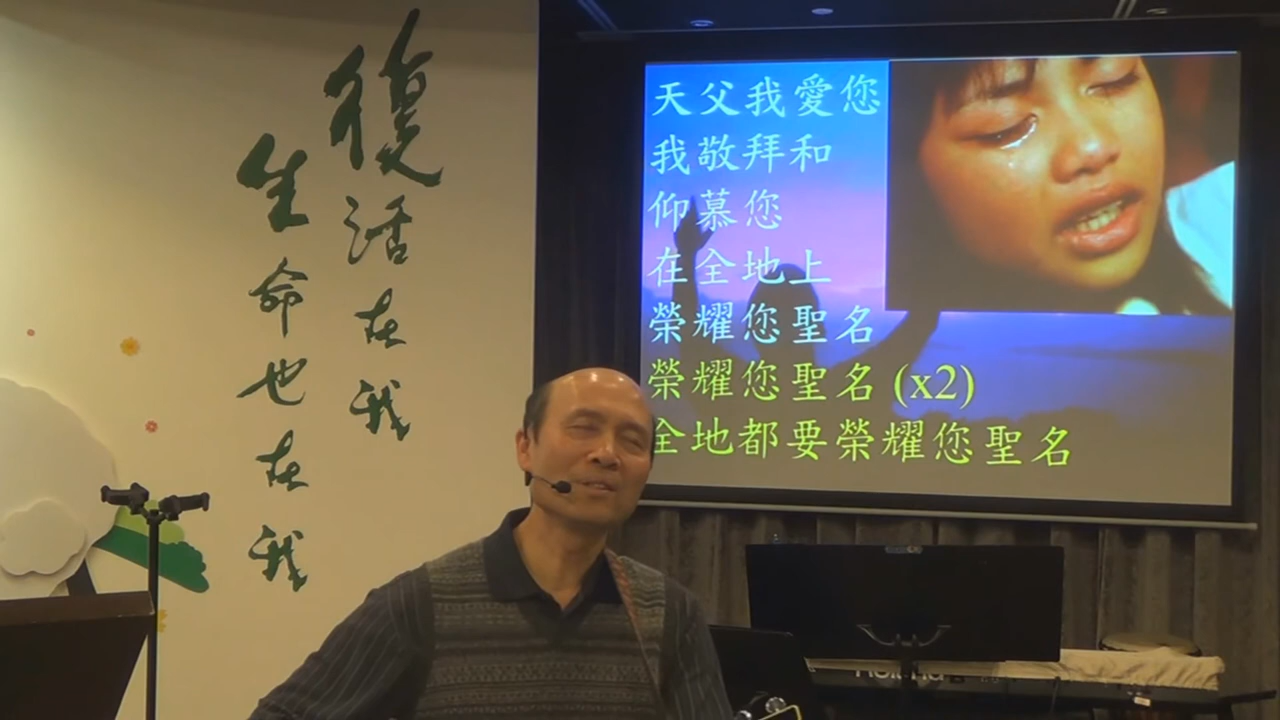 復活在我
生命也在我
天父我愛您
我敬拜和
仰慕您
在全地上
榮耀您聖名
榮耀您聖名(x2)
全地都要榮耀您聖名
Roland